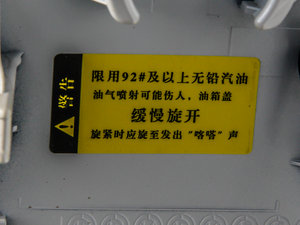 警告
限用92#及以上无铅汽油
油气喷射可能伤人，油箱盖
缓慢旋开
旋紧时应旋至发出"喀喀"声